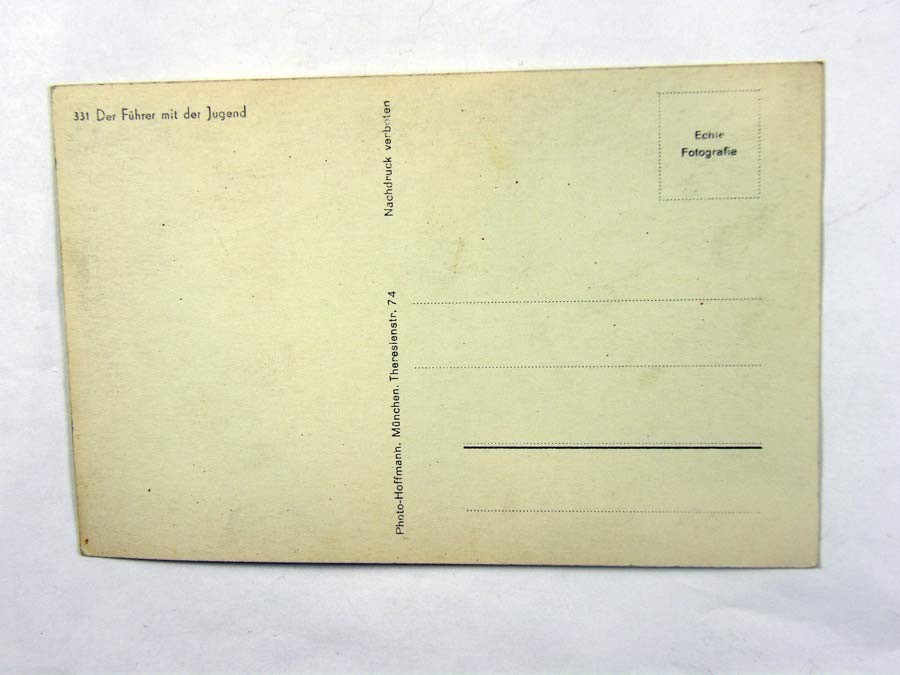 331 Der Führer mit der Jugend
Nachdruck verboten
Photo-Hoffmann. München. Theresienstr. 74
Echte
Fotografie